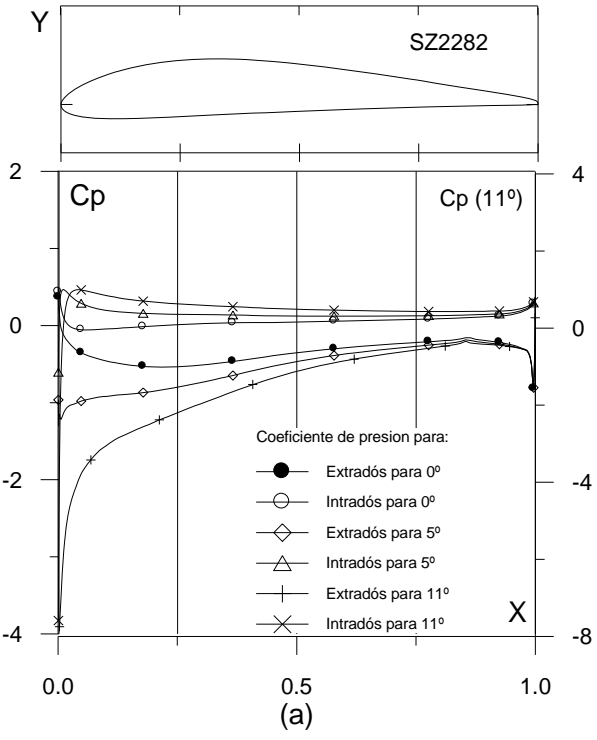 Y
SZ2282
2
Cp
Cp (11º)
4
2
0
0
-2
-2
-4
Coeficiente de presion para:
Extradós para 0º
Intradós para 0º
Extradós para 5º
Intradós para 5º
Extradós para 11º
Intradós para 11º
X
-4
-8
0.0
0.5
1.0
(a)